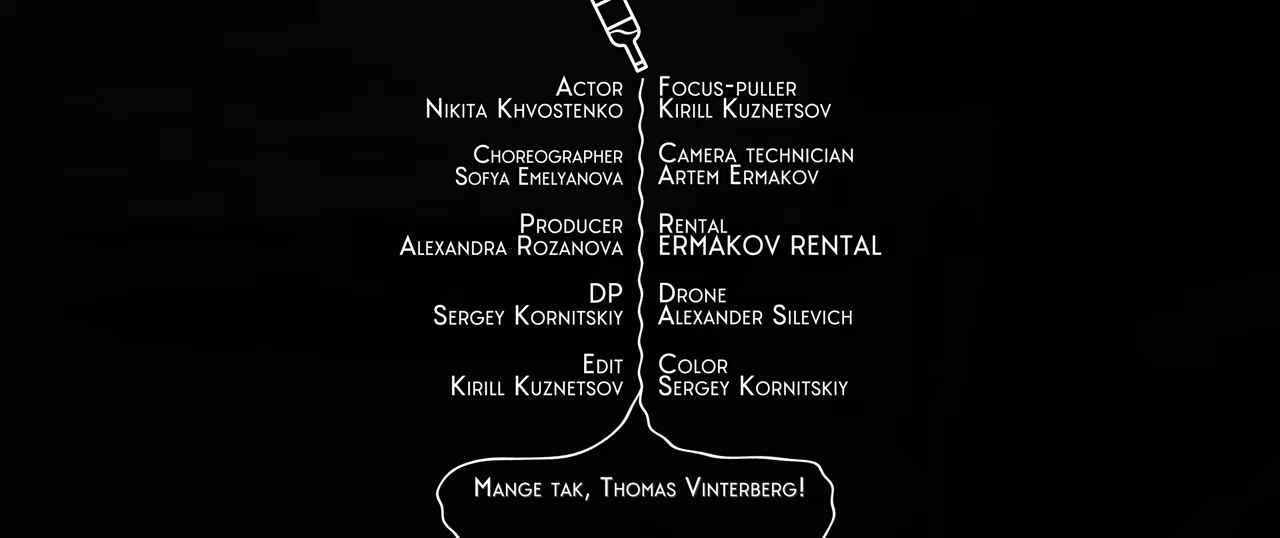 Actor
Nikita Khvostenko
Choreographer
Sofya Emelyanova
Producer
Alexandra Rozanova
DP
Sergey Kornitskiy
Edit
Kirill Kuznetsov
Focus-puller
Kirill Kuznetsov
Camera technician
Artem Ermakov
Rental
ERMAKOV RENTAL
Drone
Alexander Silevich
Color
Sergey Kornitskiy
Mange tak, Thomas Vinterberg!